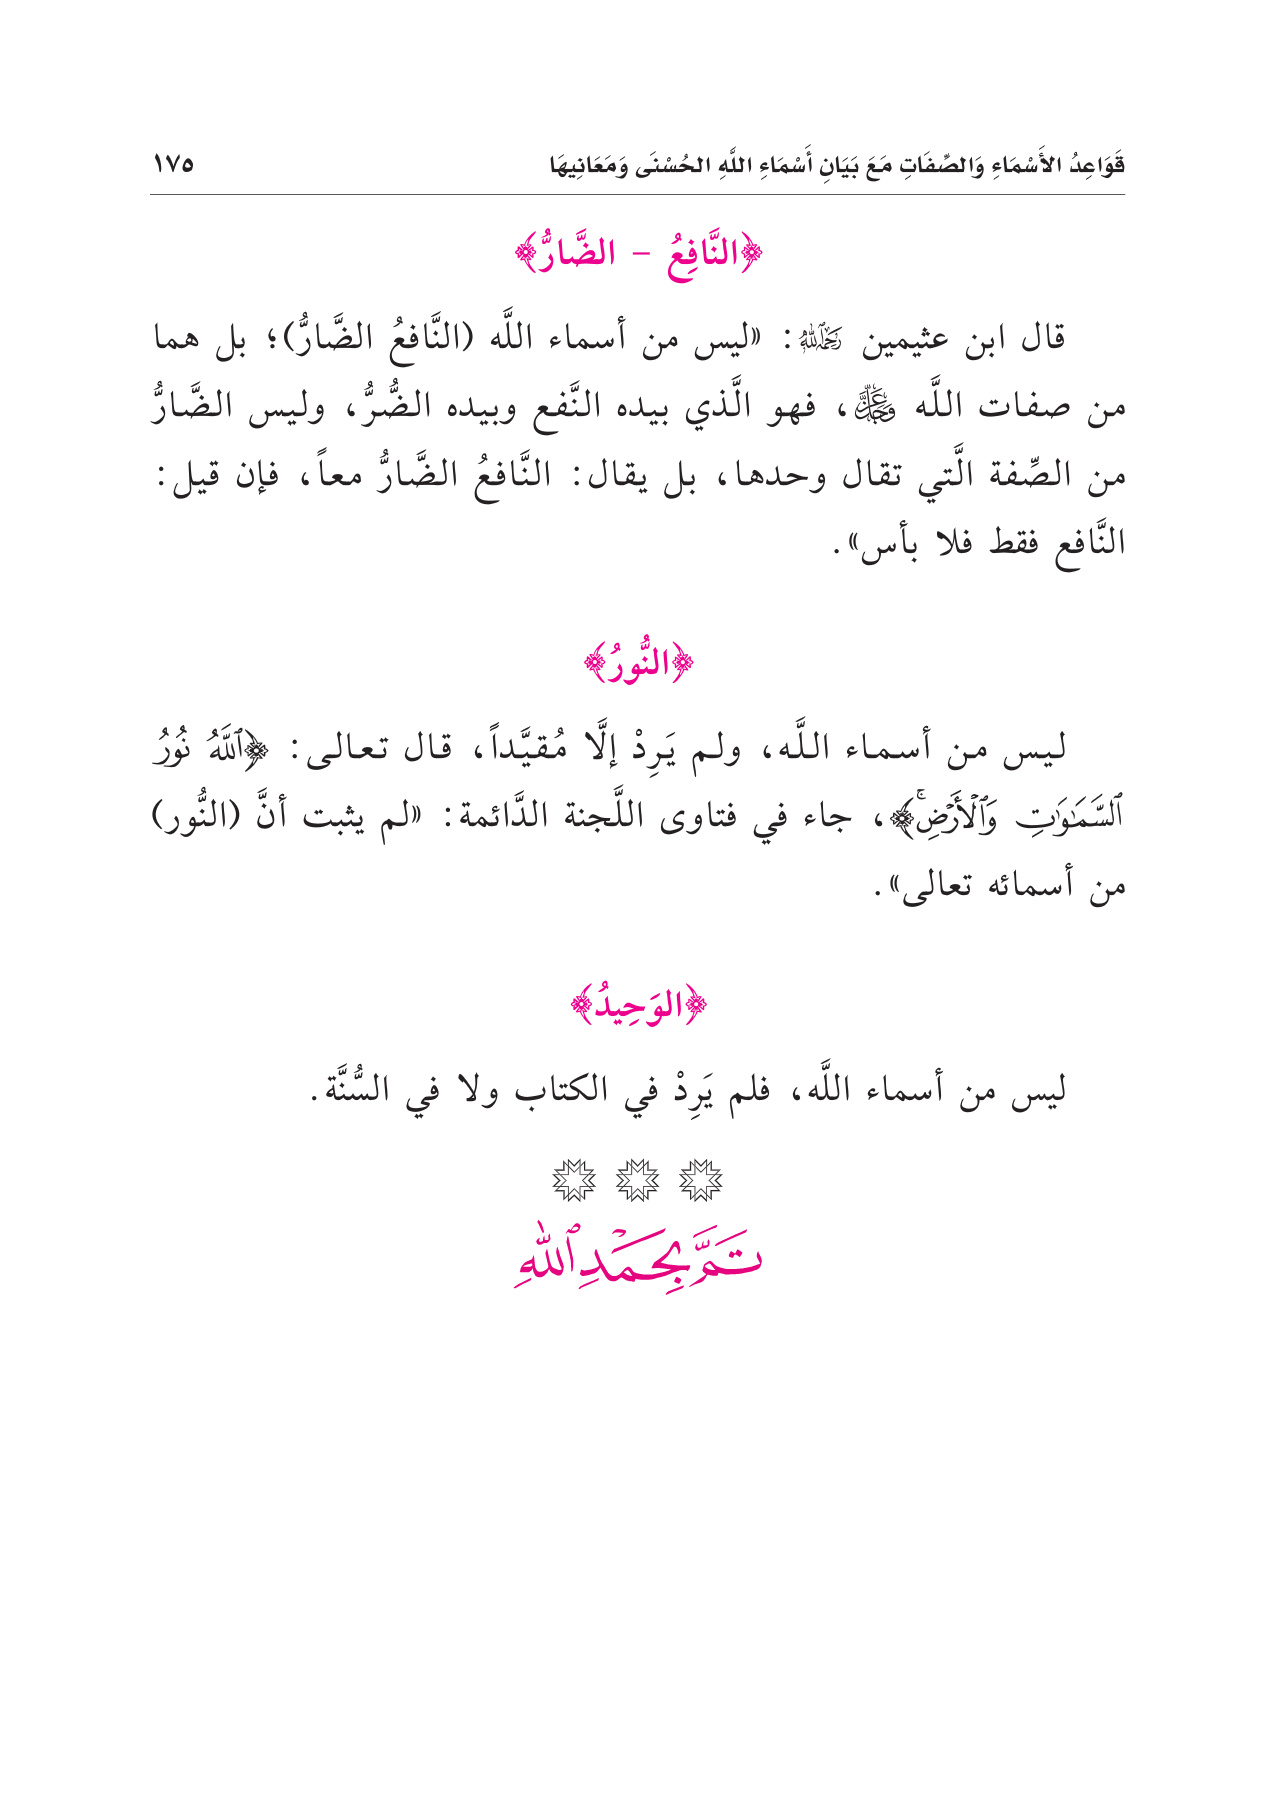 قَوَاعِدُ الأَسْمَاءِ وَالصِّفَاتِ مَعَ بَيَانِ أَسْمَاءِ اللَّهِ الحُسْنَى وَمَعَانِيهَا ١٧٥
﴿النَّافِعُ - الضَّارُّ﴾
قال ابن عثيمين رَحِمَهُ اللَّهُ: «ليس من أسماء اللَّه (النَّافعُ الضَّارُّ)؛ بل هما
من صفات اللَّه عَزَّ وَجَلَّ، فهو الَّذي بيده النَّفع وبيده الضُّرُّ، وليس الضَّارُّ
من الصِّفة الَّتي تقال وحدها، بل يقال: النَّافعُ الضَّارُّ معاً، فإن قيل:
النَّافع فقط فلا بأس».
﴿النُّورُ﴾
ليس من أسماء اللَّه، ولم يَرِدْ إلَّا مُقيَّداً، قال تعالى: ﴿ٱللَّهُ نُورُ
ٱلسَّمَٰوَٰتِ وَٱلْأَرْضِۚ﴾، جاء في فتاوى اللَّجنة الدَّائمة: «لم يثبت أنَّ (النُّور)
من أسمائه تعالى».
﴿الوَحِيدُ﴾
ليس من أسماء اللَّه، فلم يَرِدْ في الكتاب ولا في السُّنَّة.
تَمَّ بِحَمْدِ ٱللَّهِ